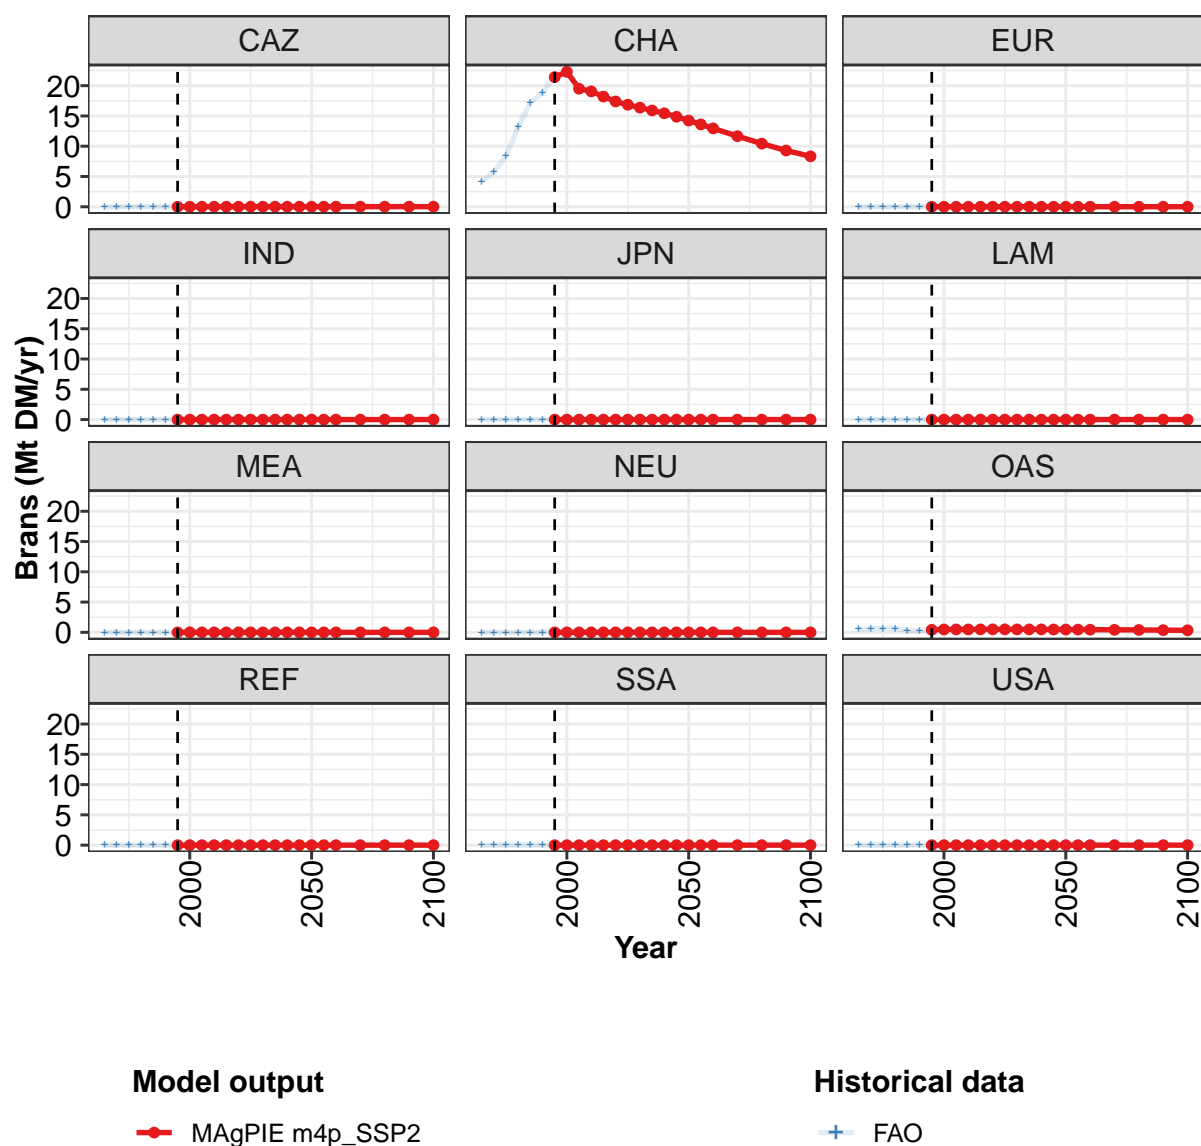 CAZ CHA EUR
20
15
10
5
0
IND JPN LAM
20
15
10
5
0
MEA NEU OAS
20
15
10
5
0
REF SSA USA
20
15
10
5
0
Brans (Mt DM/yr)
2000 2050 2100 2000 2050 2100 2000 2050 2100
Year
Model output Historical data
MAgPIE m4p_SSP2 FAO